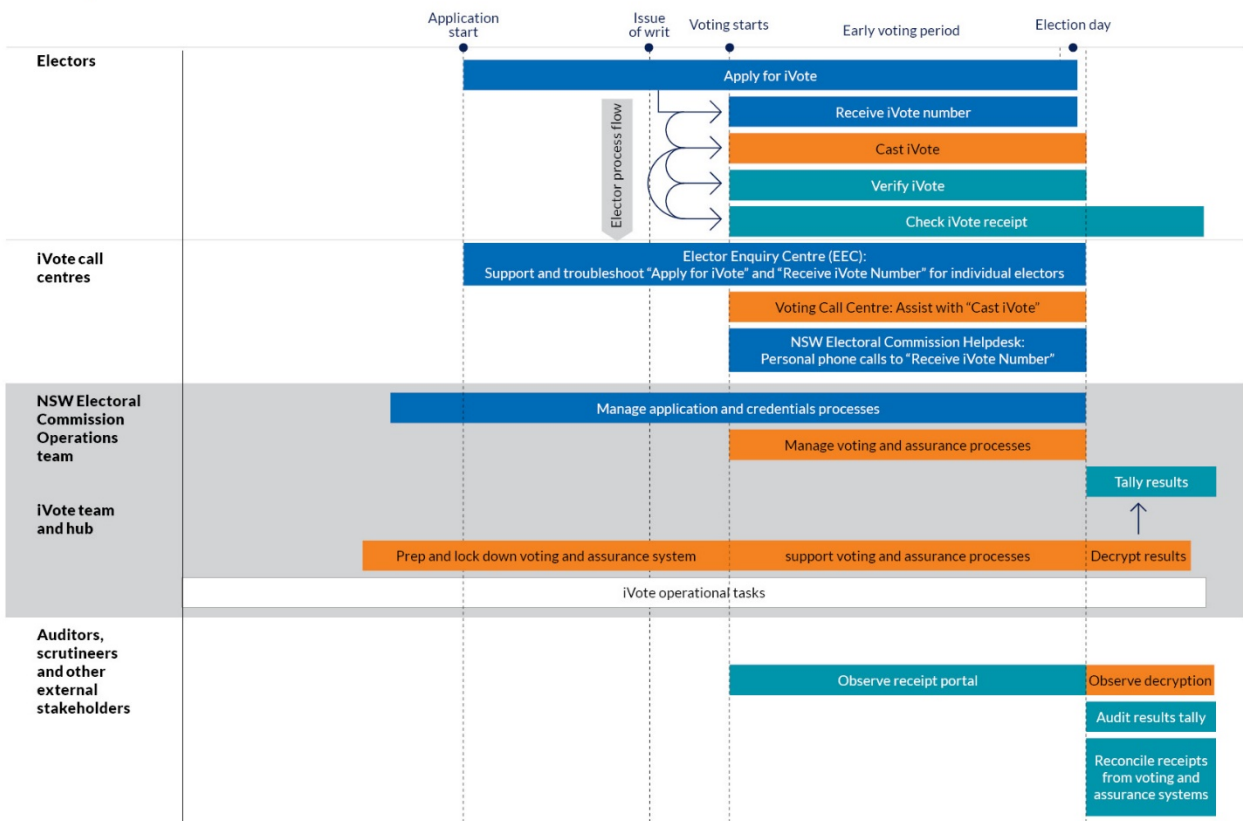 Application
start
Issue
of writ
Voting starts
Early voting period
Election day
Electors
Apply for iVote
Receive iVote number
Cast iVote
Verify iVote
Check iVote receipt
Elector process flow
iVote call
centres
Elector Enquiry Centre (EEC):
Support and troubleshoot “Apply for iVote” and “Receive iVote Number” for individual electors
Voting Call Centre: Assist with “Cast iVote”
NSW Electoral Commission Helpdesk:
Personal phone calls to “Receive iVote Number”
NSW Electoral
Commission
Operations
team
Manage application and credentials processes
Manage voting and assurance processes
Tally results
iVote team
and hub
Prep and lock down voting and assurance system
support voting and assurance processes
Decrypt results
iVote operational tasks
Auditors,
scrutineers
and other
external
stakeholders
Observe receipt portal
Observe decryption
Audit results tally
Reconcile receipts
from voting and
assurance systems